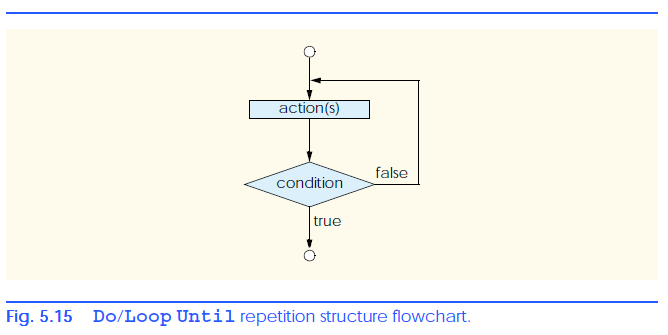 action(s)
condition
false
true
Fig. 5.15 Do/Loop Until repetition structure flowchart.